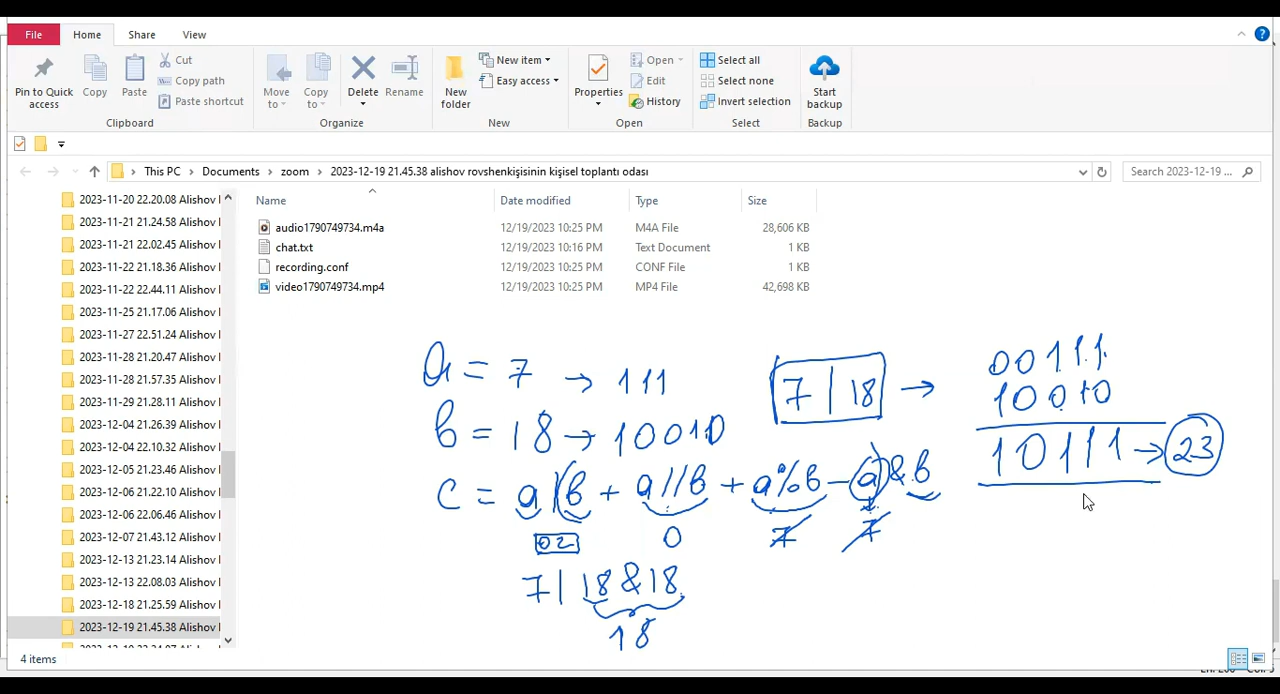 File Home Share View
Pin to Quick access
Copy
Paste
Cut
Copy path
Paste shortcut
Clipboard
Move to
Copy to
Delete
Rename
Organize
New folder
New item
Easy access
New
Properties
Open
Edit
History
Open
Select all
Select none
Invert selection
Select
Start backup
Backup
This PC > Documents > zoom > 2023-12-19 21.45.38 alishov rovshenkişisinin kişisel toplantı odası
Search 2023-12-19 ...
Name Date modified Type Size
audio1790749734.m4a 12/19/2023 10:25 PM M4A File 28,606 KB
chat.txt 12/19/2023 10:16 PM Text Document 1 KB
recording.conf 12/19/2023 10:25 PM CONF File 1 KB
video1790749734.mp4 12/19/2023 10:25 PM MP4 File 42,698 KB
2023-11-20 22.20.08 Alishov
2023-11-21 21.24.58 Alishov
2023-11-21 22.02.45 Alishov
2023-11-22 21.18.36 Alishov
2023-11-22 22.44.11 Alishov
2023-11-25 21.17.06 Alishov
2023-11-27 22.51.24 Alishov
2023-11-28 21.20.47 Alishov
2023-11-28 21.57.35 Alishov
2023-11-29 21.28.11 Alishov
2023-12-04 21.26.39 Alishov
2023-12-04 22.10.32 Alishov
2023-12-05 21.23.46 Alishov
2023-12-06 21.22.10 Alishov
2023-12-06 22.06.46 Alishov
2023-12-07 21.43.12 Alishov
2023-12-13 21.23.14 Alishov
2023-12-13 22.08.03 Alishov
2023-12-18 21.25.59 Alishov
2023-12-19 21.45.38 Alishov
a = 7 → 111
b = 18 → 10010
c = a|(b + a//b + a%b - a)&b
02 0 7 7
7 | 18 & 18
18
7 | 18 →
00111
10010
10111 → 23
4 items